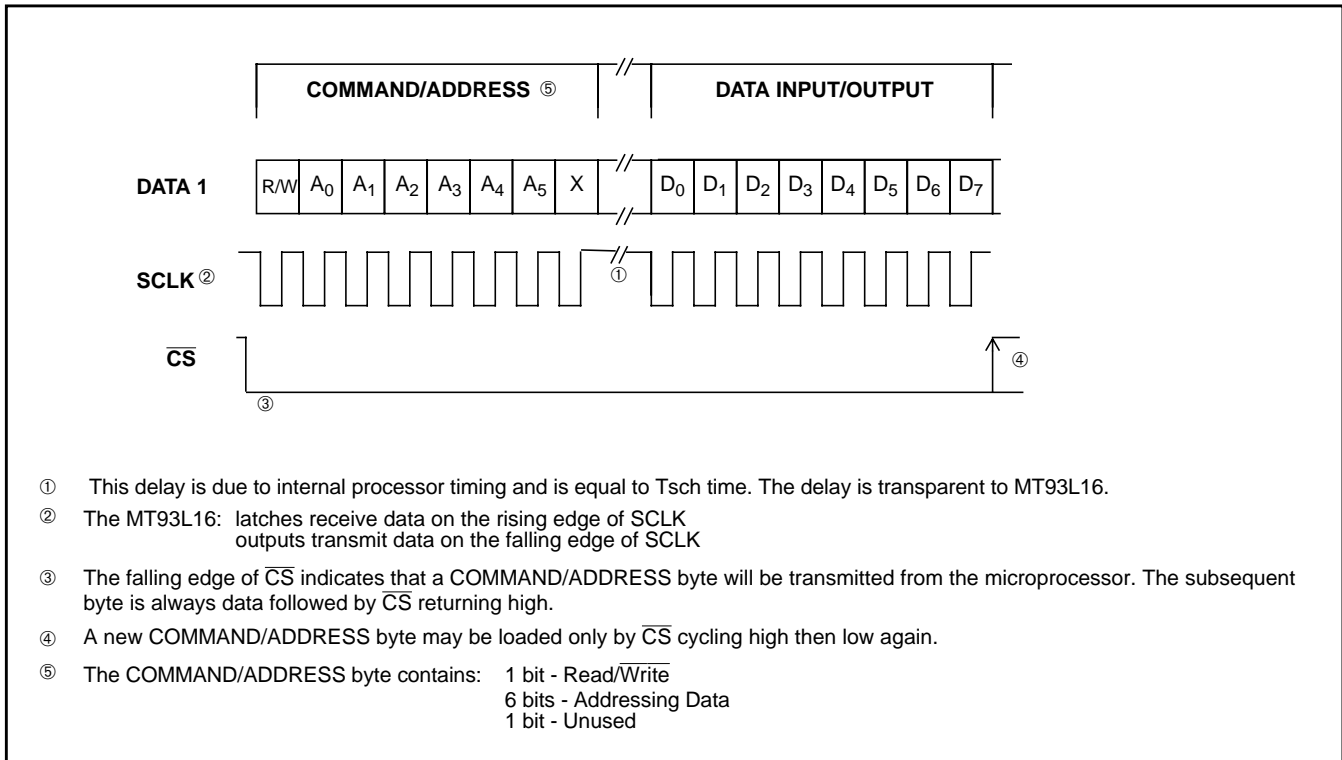 COMMAND/ADDRESS ⑤ // DATA INPUT/OUTPUT
DATA 1 R/W A₀ A₁ A₂ A₃ A₄ A₅ X // // D₀ D₁ D₂ D₃ D₄ D₅ D₆ D₇
SCLK ② // ①
C̅S̅ ③ ④
① This delay is due to internal processor timing and is equal to Tsch time. The delay is transparent to MT93L16.
② The MT93L16: latches receive data on the rising edge of SCLK
outputs transmit data on the falling edge of SCLK
③ The falling edge of C̅S̅ indicates that a COMMAND/ADDRESS byte will be transmitted from the microprocessor. The subsequent
byte is always data followed by C̅S̅ returning high.
④ A new COMMAND/ADDRESS byte may be loaded only by C̅S̅ cycling high then low again.
⑤ The COMMAND/ADDRESS byte contains: 1 bit - Read/W̅r̅i̅t̅e̅
6 bits - Addressing Data
1 bit - Unused